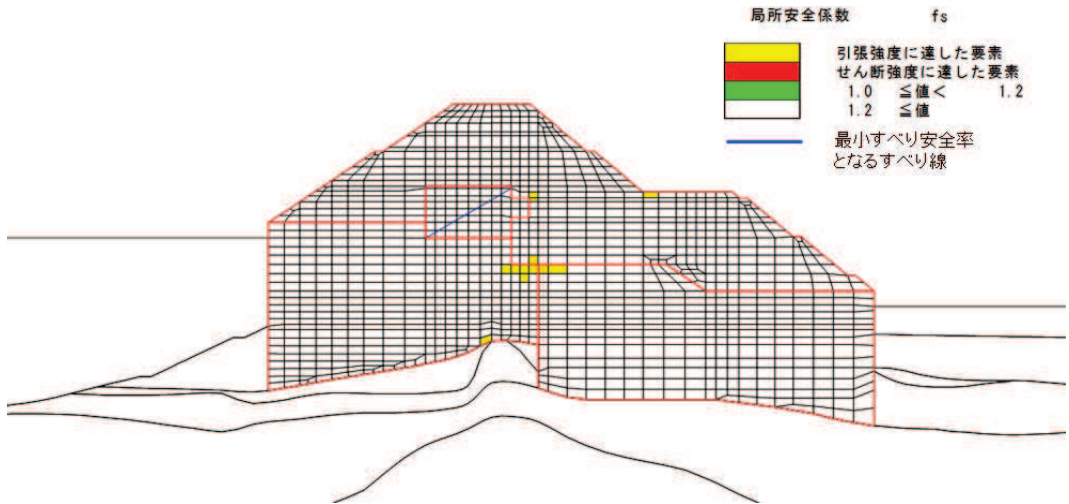 局所安全係数 fs
引張強度に達した要素
せん断強度に達した要素
1.0 ≦値< 1.2
1.2 ≦値
最小すべり安全率
となるすべり線